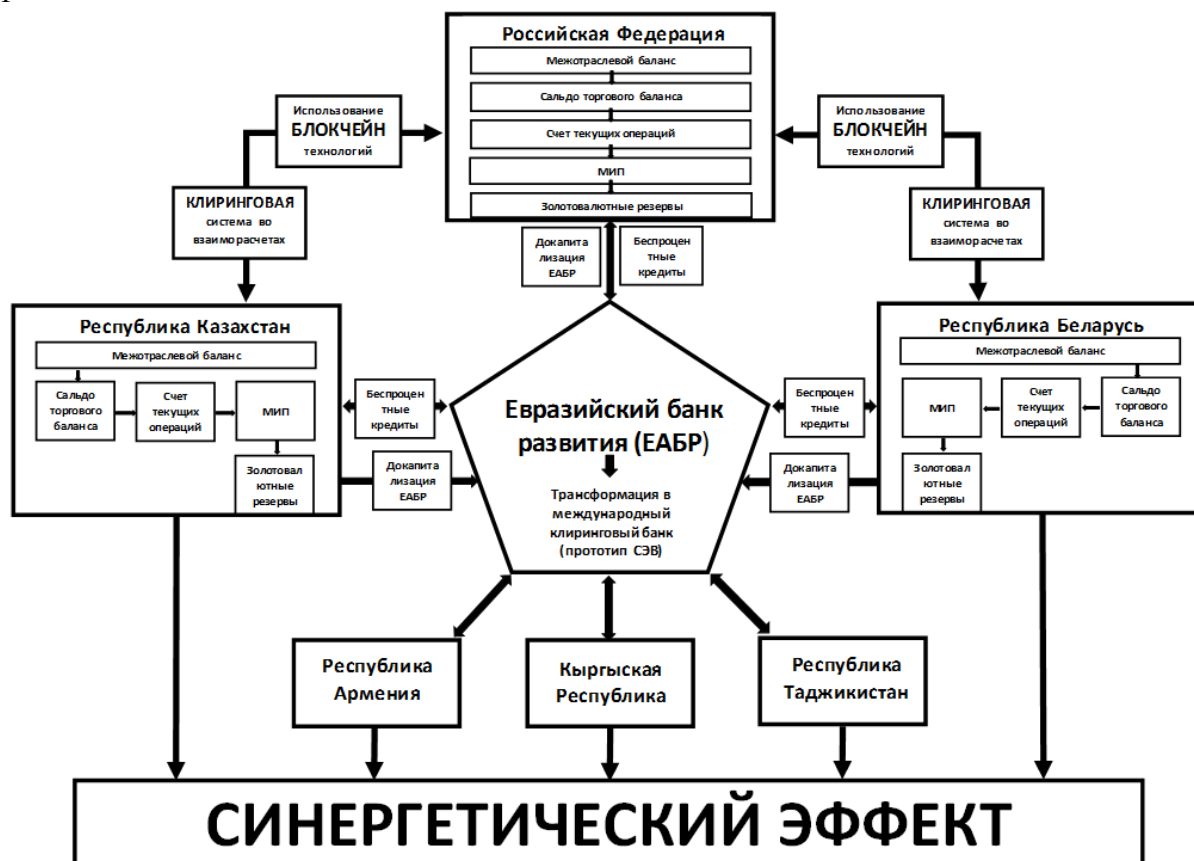 Российская Федерация
Межотраслевой баланс
Сальдо торгового баланса
Счет текущих операций
МИП
Золотовалютные резервы
Использование
БЛОКЧЕЙН
технологий
Использование
БЛОКЧЕЙН
технологий
КЛИРИНГОВАЯ
система во
взаиморасчетах
КЛИРИНГОВАЯ
система во
взаиморасчетах
Докапита
лизация
ЕАБР
Беспроцен
тные
кредиты
Республика Казахстан
Межотраслевой баланс
Сальдо
торгового
баланса
Счет
текущих
операций
МИП
Золотовал
ютные
резервы
Беспроцен
тные
кредиты
Докапита
лизация
ЕАБР
Евразийский банк
развития (ЕАБР)
Трансформация в
международный
клиринговый банк
(прототип СЭВ)
Беспроцен
тные
кредиты
Докапита
лизация
ЕАБР
Республика Беларусь
Межотраслевой баланс
МИП
Счет
текущих
операций
Сальдо
торгового
баланса
Золотовал
ютные
резервы
Республика
Армения
Кыргыская
Республика
Республика
Таджикистан
СИНЕРГЕТИЧЕСКИЙ ЭФФЕКТ